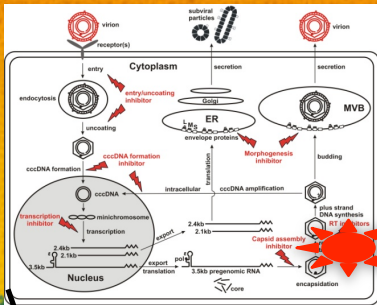 virion
subviral
particles
virion
receptor(s)
Cytoplasm
entry
secretion
secretion
endocytosis
entry/uncoating
inhibitor
Golgi
ER
MVB
uncoating
L M S
envelope proteins
Morphogenesis
inhibitor
budding
cccDNA formation
cccDNA formation
inhibitor
cccDNA
intracellular
cccDNA amplification
translation
plus strand
DNA synthesis
RT inhibitors
minichromosome
transcription
inhibitor
transcription
export
2.4kb
2.1kb
2.4kb
2.1kb
Capsid assembly
inhibitor
3.5kb
export
translation
pol
ε
3.5kb pregenomic RNA
Nucleus
core
encapsidation